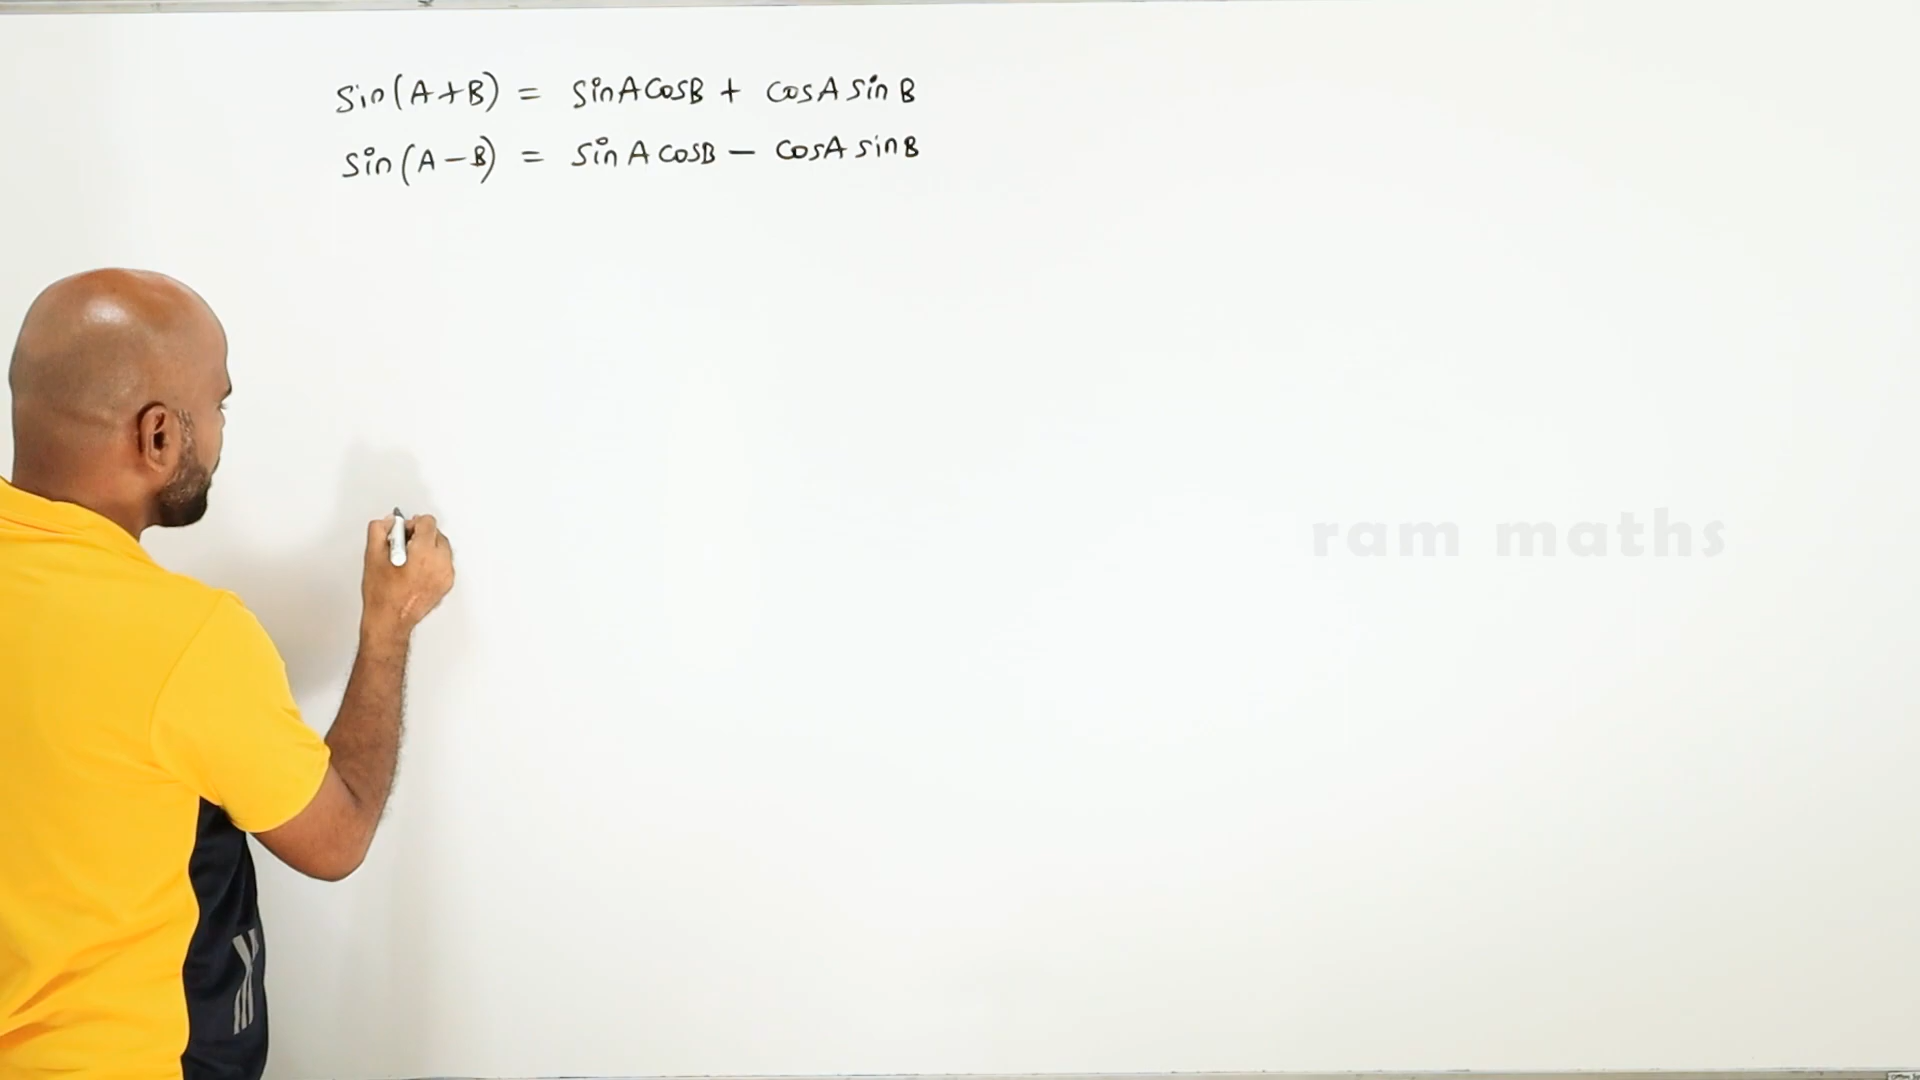 sin(A+B) = sinAcosB + cosA sin B
sin(A-B) = sin A cosB - cosA sinB
ram maths